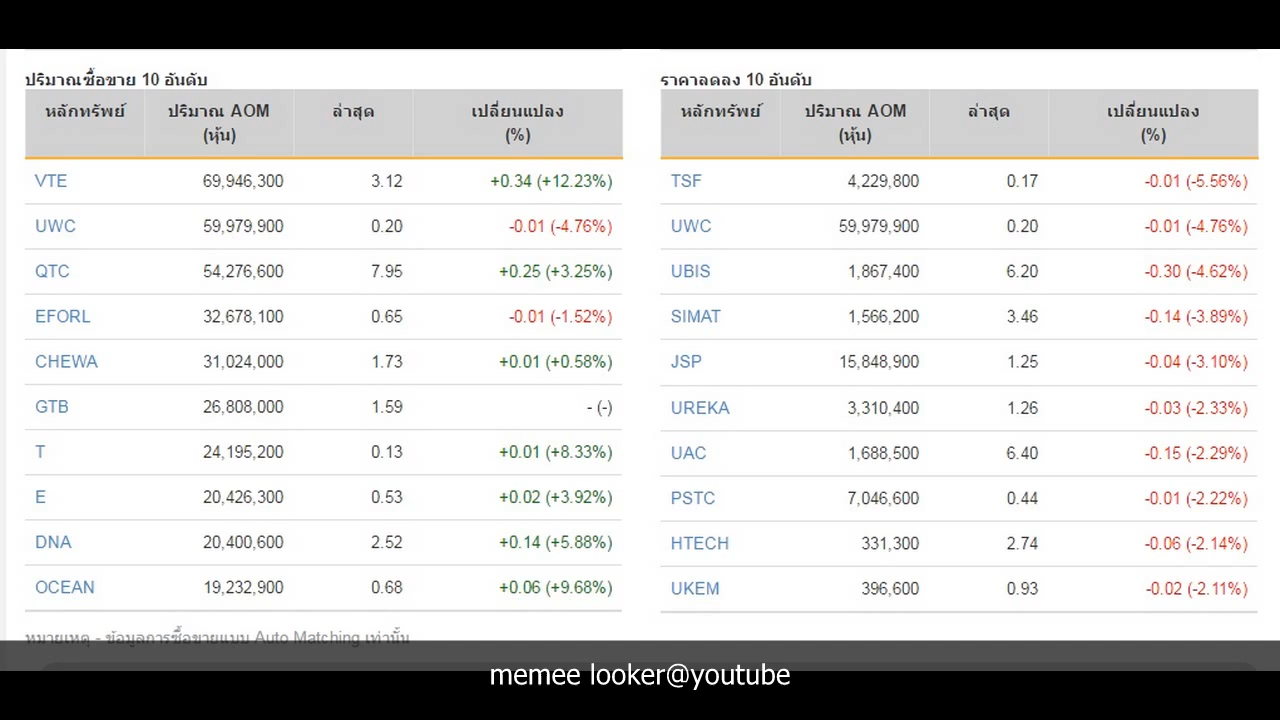 ปริมาณซื้อขาย 10 อันดับ
หลักทรัพย์ ปริมาณ AOM (หุ้น) ล่าสุด เปลี่ยนแปลง (%)
VTE 69,946,300 3.12 +0.34 (+12.23%)
UWC 59,979,900 0.20 -0.01 (-4.76%)
QTC 54,276,600 7.95 +0.25 (+3.25%)
EFORL 32,678,100 0.65 -0.01 (-1.52%)
CHEWA 31,024,000 1.73 +0.01 (+0.58%)
GTB 26,808,000 1.59 - (-)
T 24,195,200 0.13 +0.01 (+8.33%)
E 20,426,300 0.53 +0.02 (+3.92%)
DNA 20,400,600 2.52 +0.14 (+5.88%)
OCEAN 19,232,900 0.68 +0.06 (+9.68%)
ราคาลดลง 10 อันดับ
หลักทรัพย์ ปริมาณ AOM (หุ้น) ล่าสุด เปลี่ยนแปลง (%)
TSF 4,229,800 0.17 -0.01 (-5.56%)
UWC 59,979,900 0.20 -0.01 (-4.76%)
UBIS 1,867,400 6.20 -0.30 (-4.62%)
SIMAT 1,566,200 3.46 -0.14 (-3.89%)
JSP 15,848,900 1.25 -0.04 (-3.10%)
UREKA 3,310,400 1.26 -0.03 (-2.33%)
UAC 1,688,500 6.40 -0.15 (-2.29%)
PSTC 7,046,600 0.44 -0.01 (-2.22%)
HTECH 331,300 2.74 -0.06 (-2.14%)
UKEM 396,600 0.93 -0.02 (-2.11%)
หมายเหตุ - ข้อมูลการซื้อขายแบบ Auto Matching เท่านั้น
memee looker@youtube